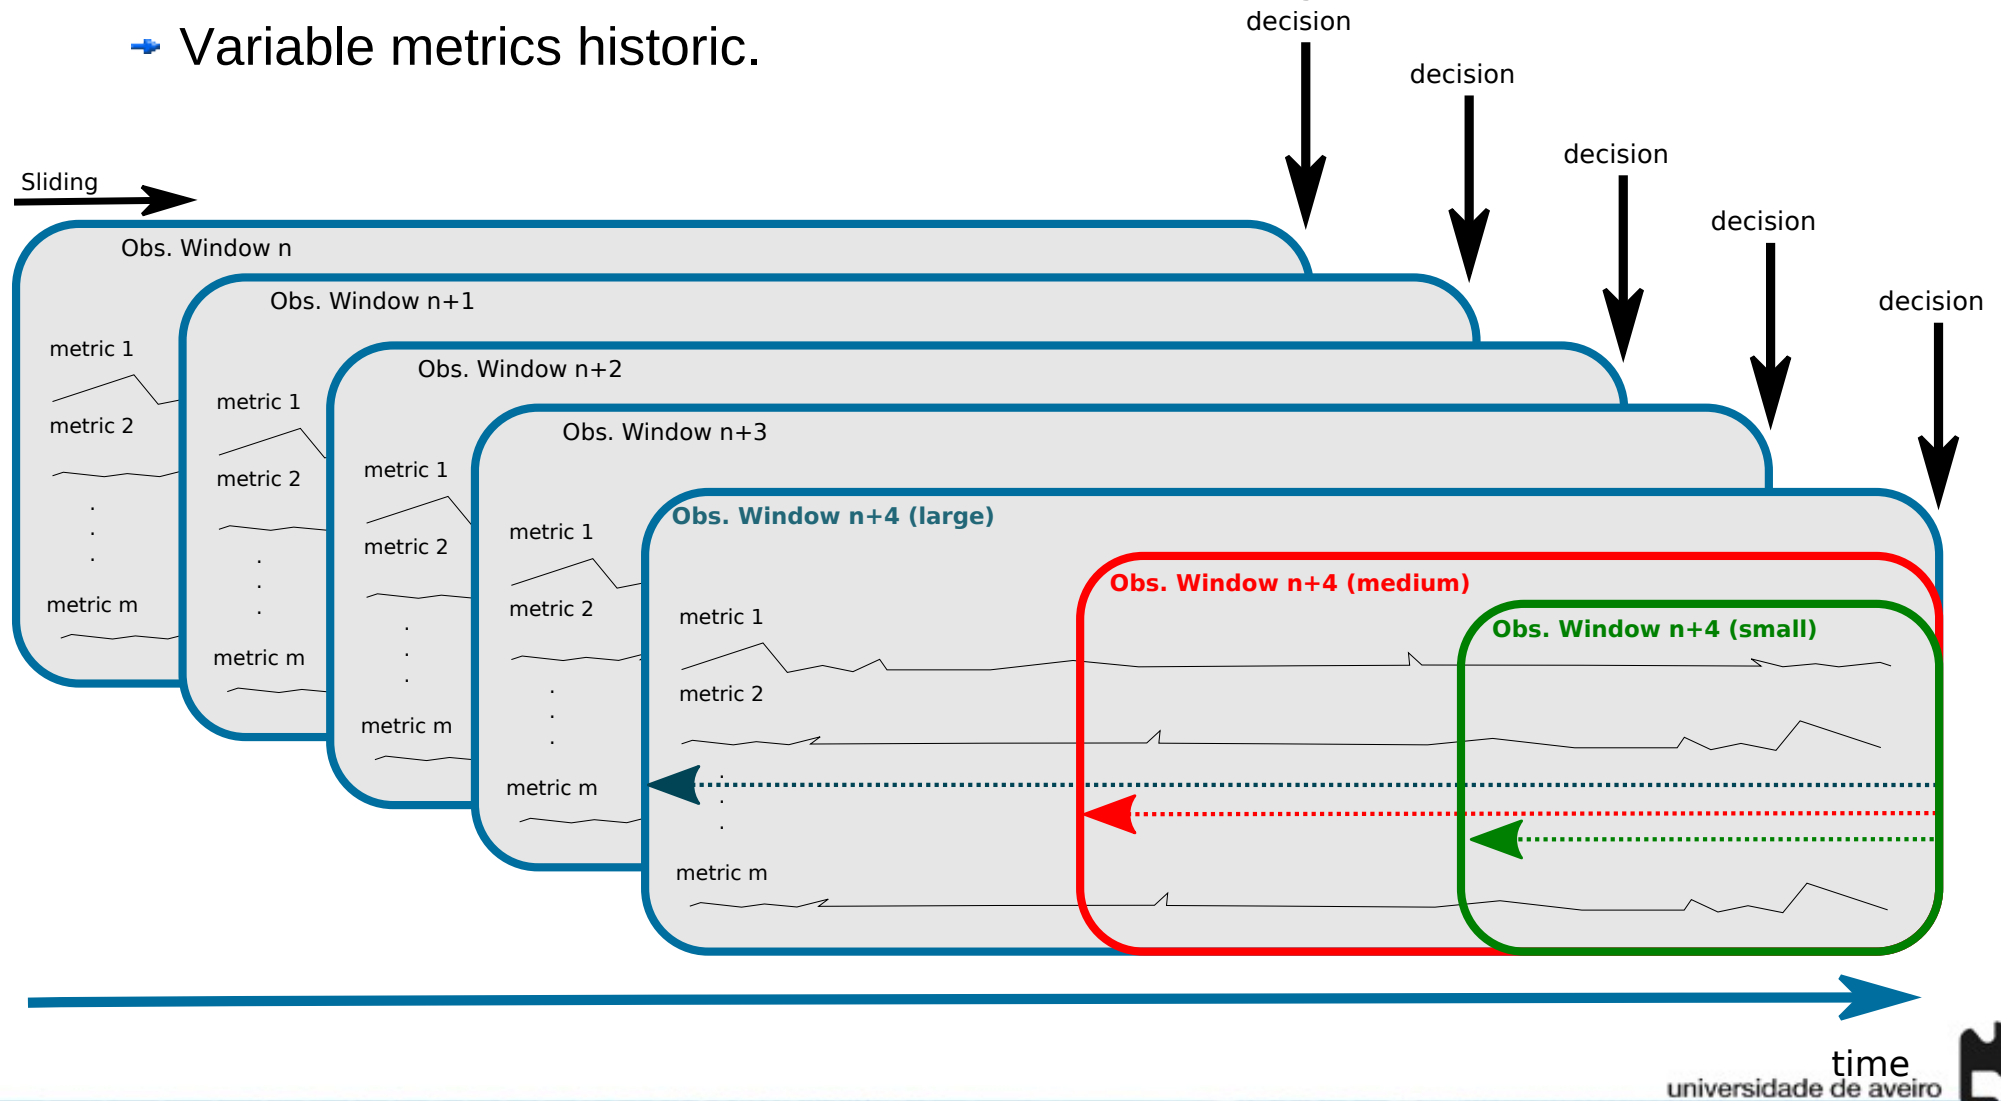 Variable metrics historic.
decision
decision
decision
decision
decision
Sliding
Obs. Window n
metric 1
metric 2
.
.
.
metric m
Obs. Window n+1
metric 1
metric 2
.
.
.
metric m
Obs. Window n+2
metric 1
metric 2
.
.
.
metric m
Obs. Window n+3
metric 1
metric 2
.
.
.
metric m
Obs. Window n+4 (large)
Obs. Window n+4 (medium)
Obs. Window n+4 (small)
metric 1
metric 2
.
.
.
metric m
time
universidade de aveiro